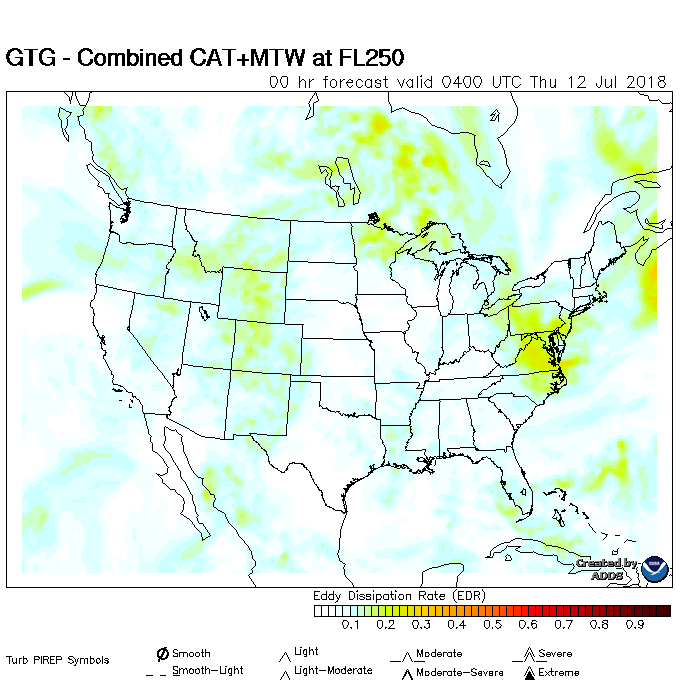 GTG - Combined CAT+MTW at FL250
00 hr forecast valid 0400 UTC Thu 12 Jul 2018
Created by
ADDS
Eddy Dissipation Rate (EDR)
0.1 0.2 0.3 0.4 0.5 0.6 0.7 0.8 0.9
Turb PIREP Symbols
Smooth Light Moderate Severe
Smooth-Light Light-Moderate Moderate-Severe Extreme